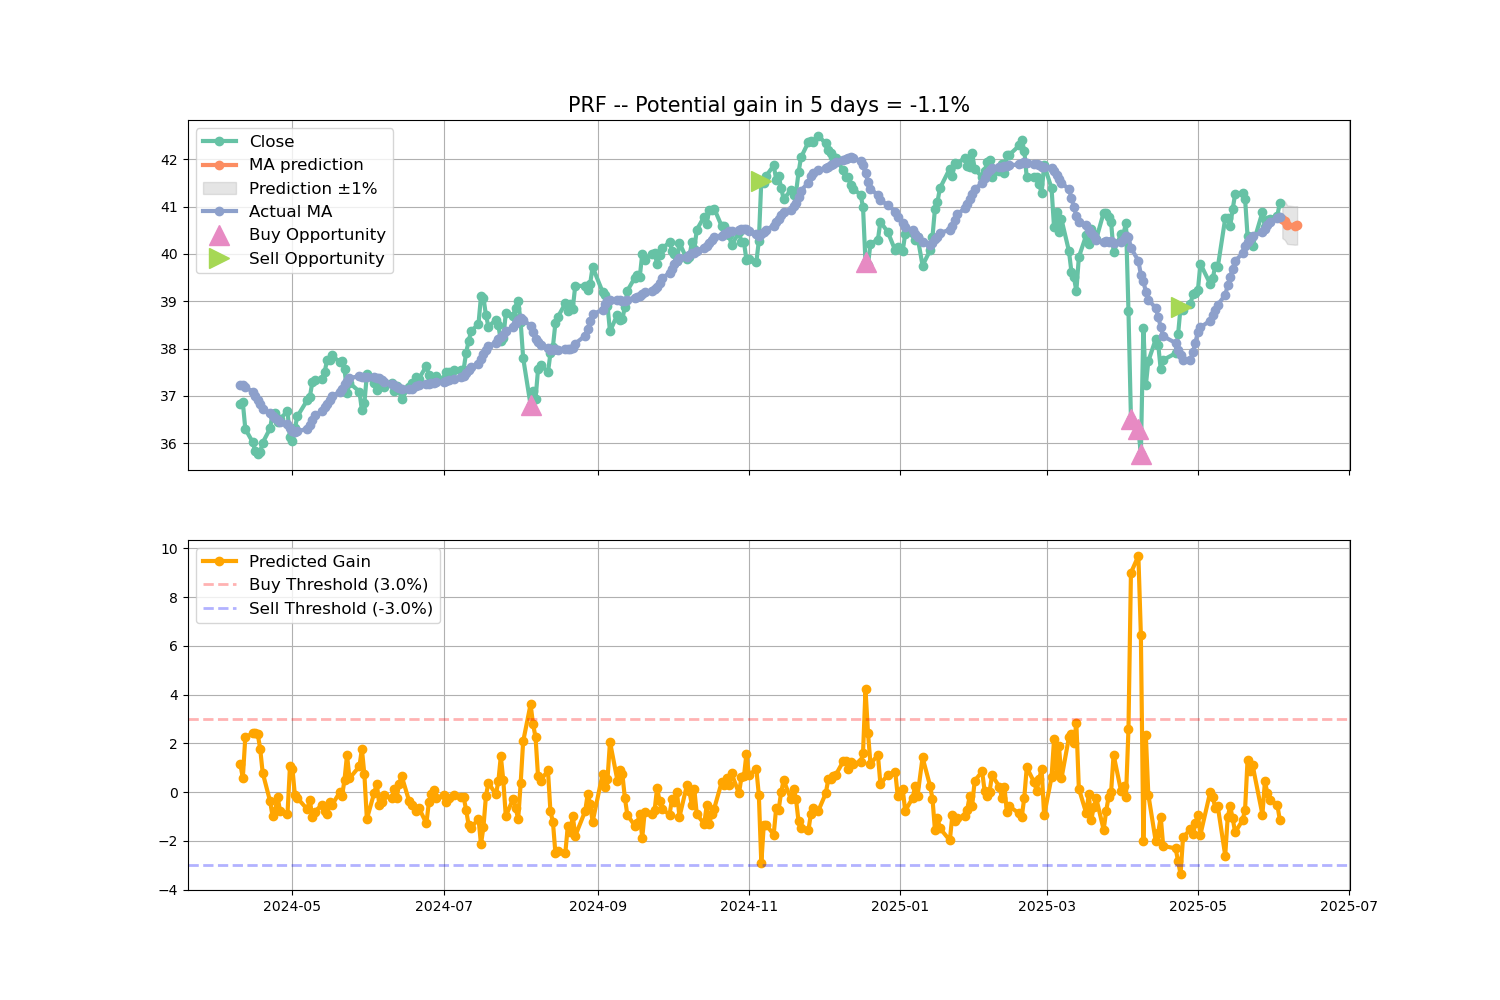 PRF -- Potential gain in 5 days = -1.1%
Close
MA prediction
Prediction ±1%
Actual MA
Buy Opportunity
Sell Opportunity
42
41
40
39
38
37
36
Predicted Gain
Buy Threshold (3.0%)
Sell Threshold (-3.0%)
10
8
6
4
2
0
−2
−4
2024-05 2024-07 2024-09 2024-11 2025-01 2025-03 2025-05 2025-07